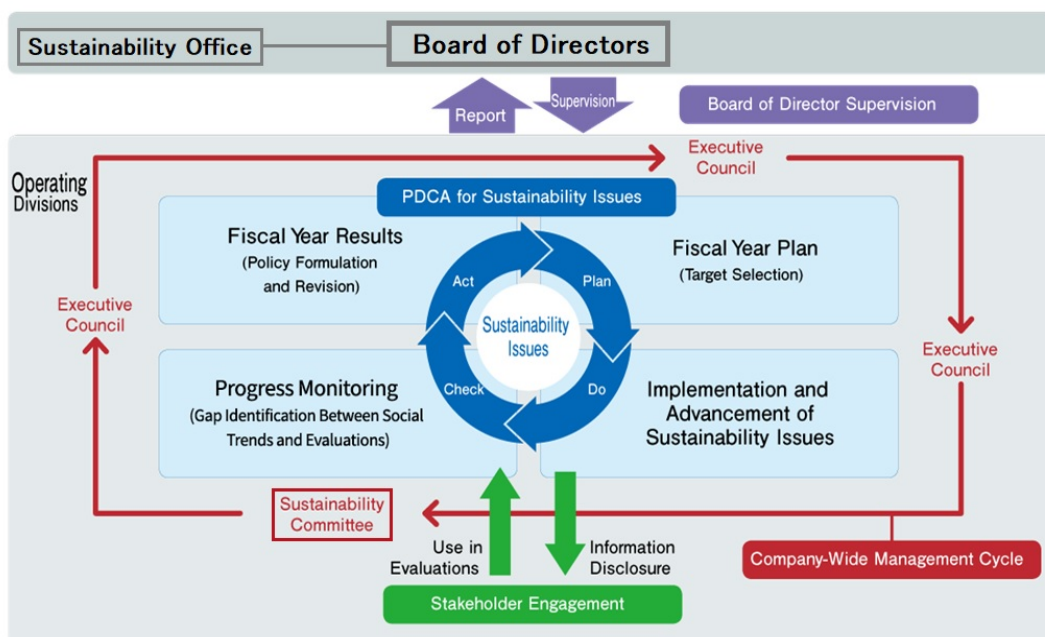 Sustainability Office
Board of Directors
Report
Supervision
Board of Director Supervision
Operating
Divisions
Executive
Council
PDCA for Sustainability Issues
Fiscal Year Results
(Policy Formulation
and Revision)
Fiscal Year Plan
(Target Selection)
Act
Plan
Sustainability
Issues
Executive
Council
Executive
Council
Progress Monitoring
(Gap Identification Between Social
Trends and Evaluations)
Check
Do
Implementation and
Advancement of
Sustainability Issues
Sustainability
Committee
Use in
Evaluations
Information
Disclosure
Company-Wide Management Cycle
Stakeholder Engagement